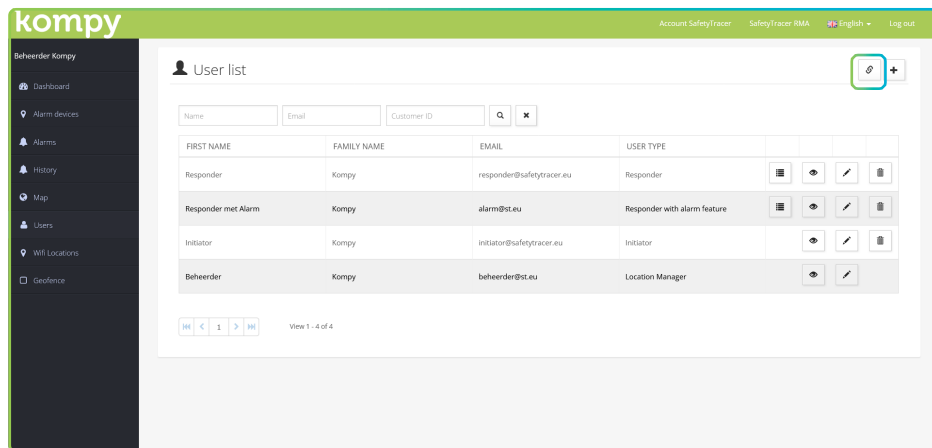 kompy
Account SafetyTracer SafetyTracer RMA English Log out
Beheerder Kompy
Dashboard
Alarm devices
Alarms
History
Map
Users
Wifi Locations
Geofence
User list
Name Email Customer ID
FIRST NAME FAMILY NAME EMAIL USER TYPE
Responder Kompy responder@safetytracer.eu Responder
Responder met Alarm Kompy alarm@st.eu Responder with alarm feature
Initiator Kompy initiator@safetytracer.eu Initiator
Beheerder Kompy beheerder@st.eu Location Manager
1 View 1 - 4 of 4